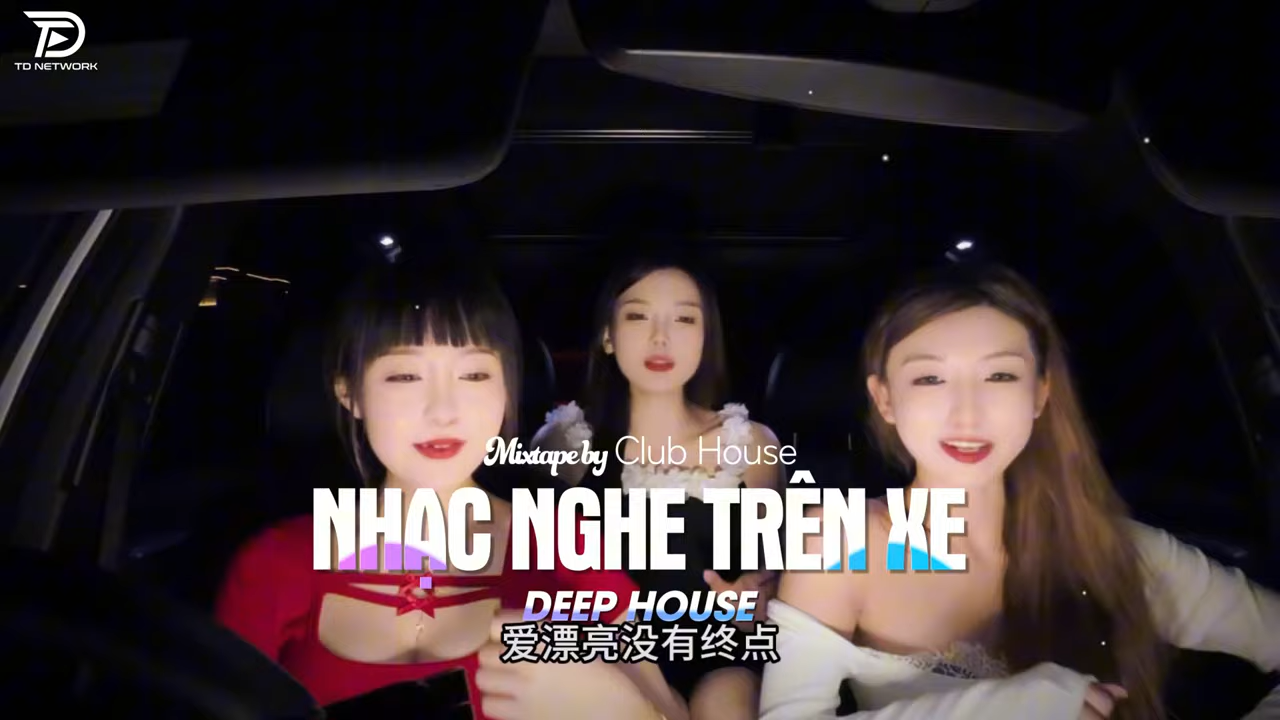 TD NETWORK
Mixtape by Club House
NHẠC NGHE TRÊN XE
DEEP HOUSE
爱漂亮没有终点